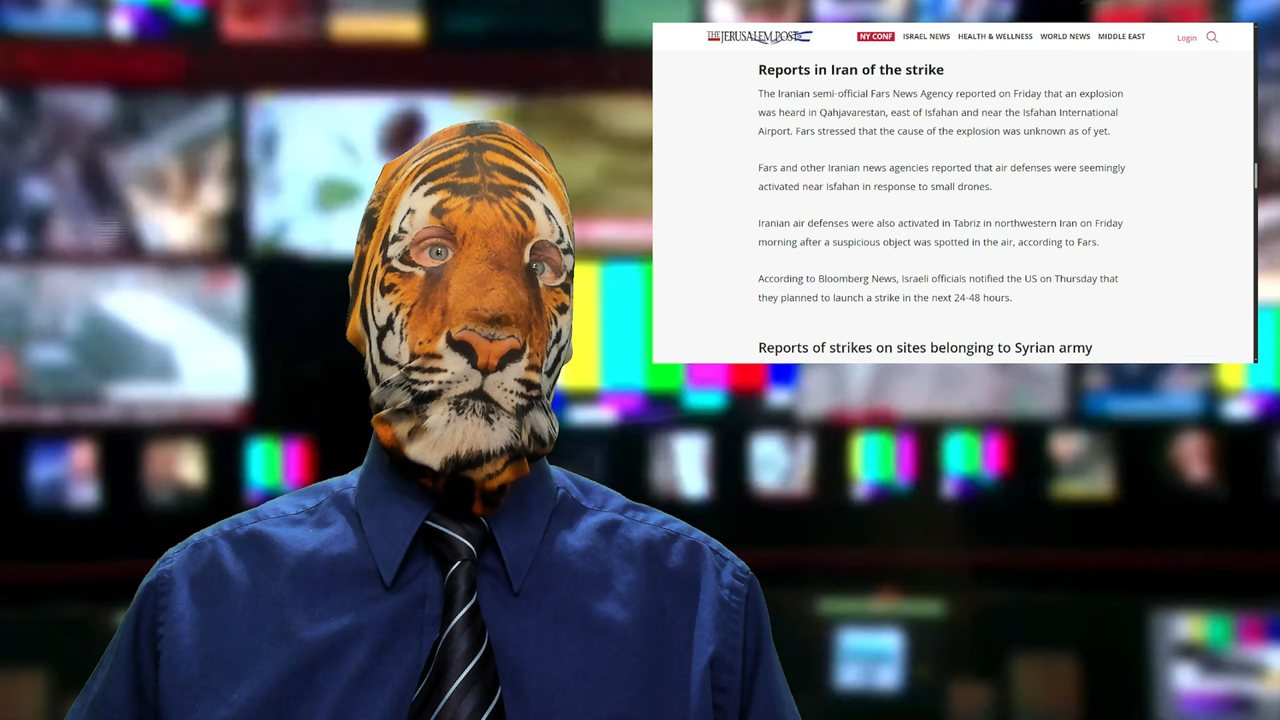 THE JERUSALEM POST
NY CONF ISRAEL NEWS HEALTH & WELLNESS WORLD NEWS MIDDLE EAST Login
Reports in Iran of the strike
The Iranian semi-official Fars News Agency reported on Friday that an explosion
was heard in Qahjavarestan, east of Isfahan and near the Isfahan International
Airport. Fars stressed that the cause of the explosion was unknown as of yet.
Fars and other Iranian news agencies reported that air defenses were seemingly
activated near Isfahan in response to small drones.
Iranian air defenses were also activated in Tabriz in northwestern Iran on Friday
morning after a suspicious object was spotted in the air, according to Fars.
According to Bloomberg News, Israeli officials notified the US on Thursday that
they planned to launch a strike in the next 24-48 hours.
Reports of strikes on sites belonging to Syrian army